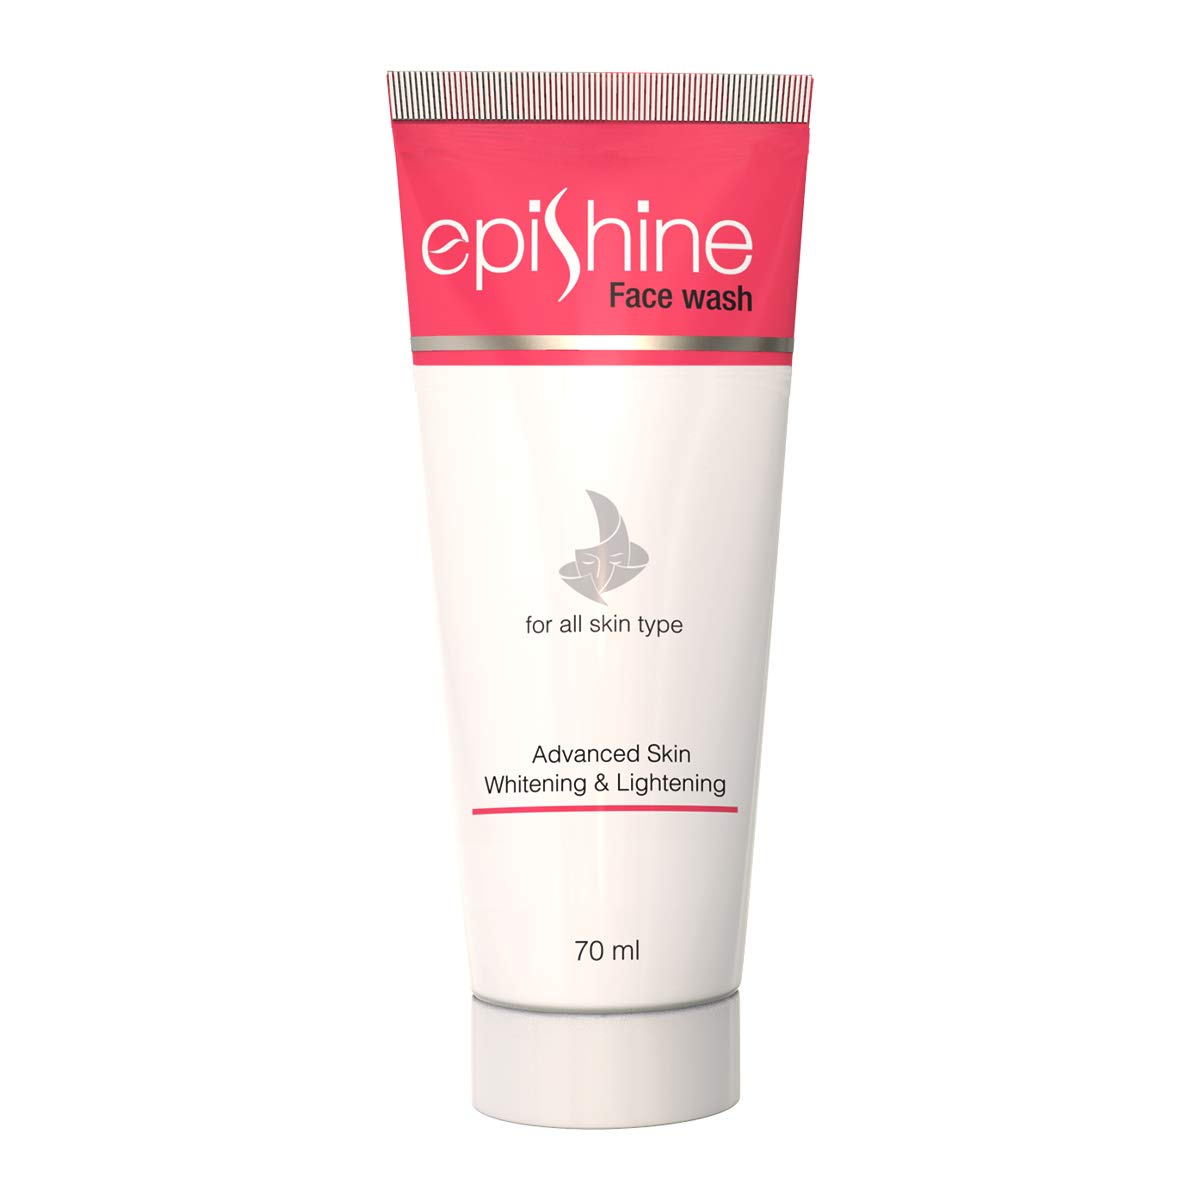 epishine
Face wash
for all skin type
Advanced Skin
Whitening & Lightening
70 ml